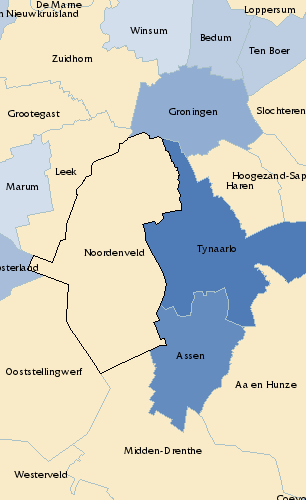 De Marne
n Nieuwkruisland
Loppersum
Winsum
Bedum
Ten Boer
Zuidhorn
Grootegast
Groningen
Slochteren
Leek
Hoogezand-Sap
Haren
Marum
Noordenveld
Tynaarlo
osterland
Assen
Ooststellingwerf
Aa en Hunze
Midden-Drenthe
Westerveld
Coevo